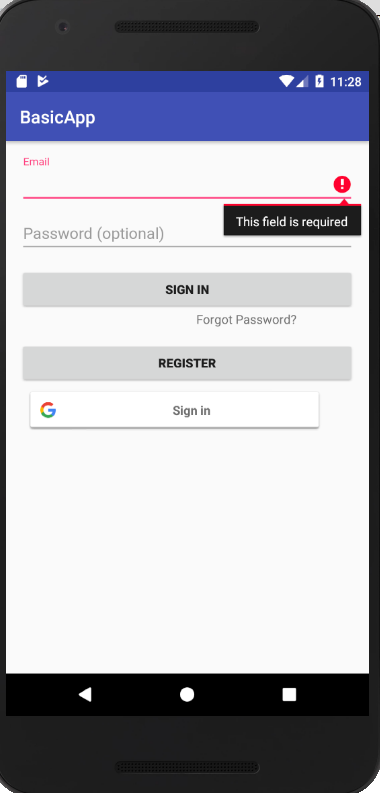 11:28
BasicApp
Email
This field is required
Password (optional)
SIGN IN
Forgot Password?
REGISTER
Sign in